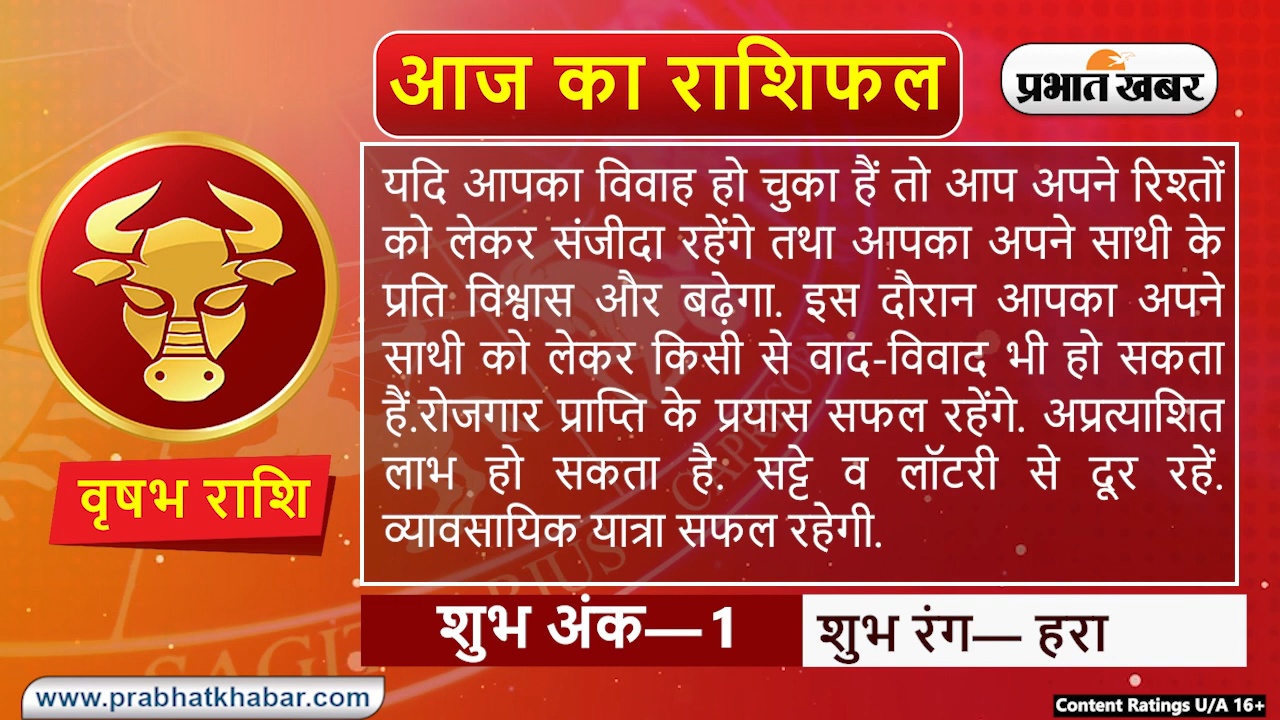 आज का राशिफल
प्रभात खबर
यदि आपका विवाह हो चुका हैं तो आप अपने रिश्तों
को लेकर संजीदा रहेंगे तथा आपका अपने साथी के
प्रति विश्वास और बढ़ेगा. इस दौरान आपका अपने
साथी को लेकर किसी से वाद-विवाद भी हो सकता
हैं.रोजगार प्राप्ति के प्रयास सफल रहेंगे. अप्रत्याशित
लाभ हो सकता है. सट्टे व लॉटरी से दूर रहें.
व्यावसायिक यात्रा सफल रहेगी.
वृषभ राशि
शुभ अंक—1
शुभ रंग— हरा
www.prabhatkhabar.com
Content Ratings U/A 16+